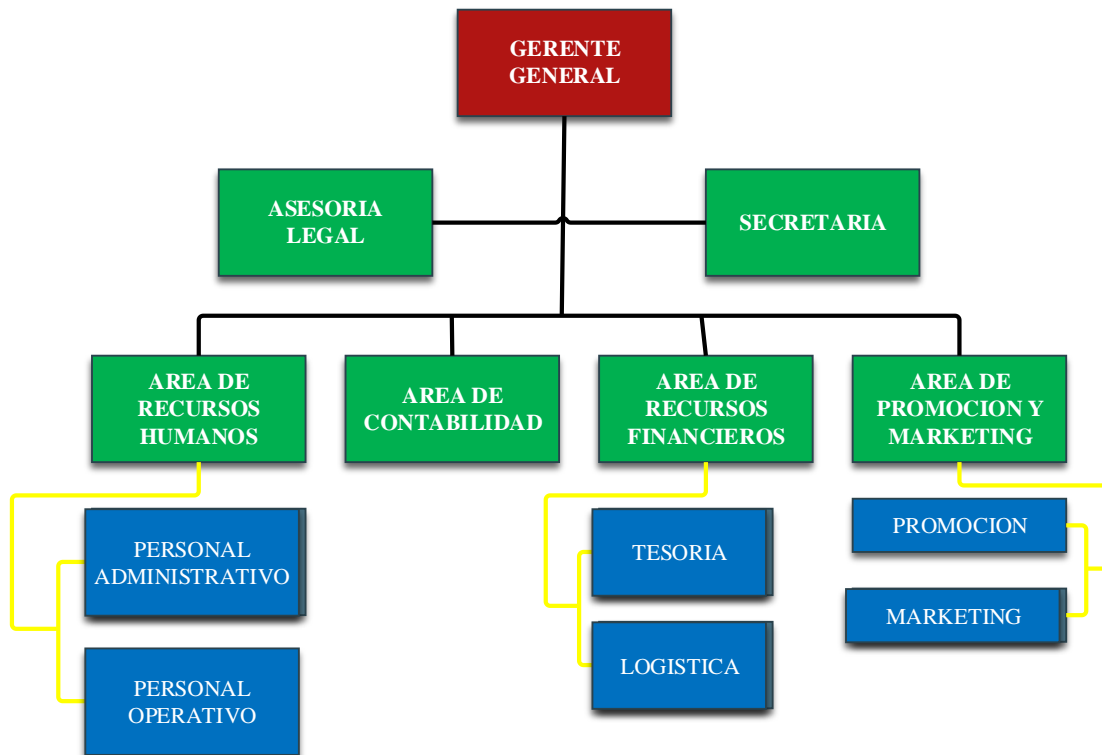 GERENTE
GENERAL
ASESORIA
LEGAL
SECRETARIA
AREA DE
RECURSOS
HUMANOS
AREA DE
CONTABILIDAD
AREA DE
RECURSOS
FINANCIEROS
AREA DE
PROMOCION Y
MARKETING
PERSONAL
ADMINISTRATIVO
PERSONAL
OPERATIVO
TESORIA
LOGISTICA
PROMOCION
MARKETING